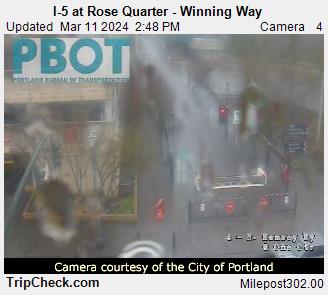 I-5 at Rose Quarter - Winning Way
Updated Mar 11 2024 2:48 PM Camera 4
PBOT
PORTLAND BUREAU OF TRANSPORTATION
Camera courtesy of the City of Portland
TripCheck.com Milepost302.00